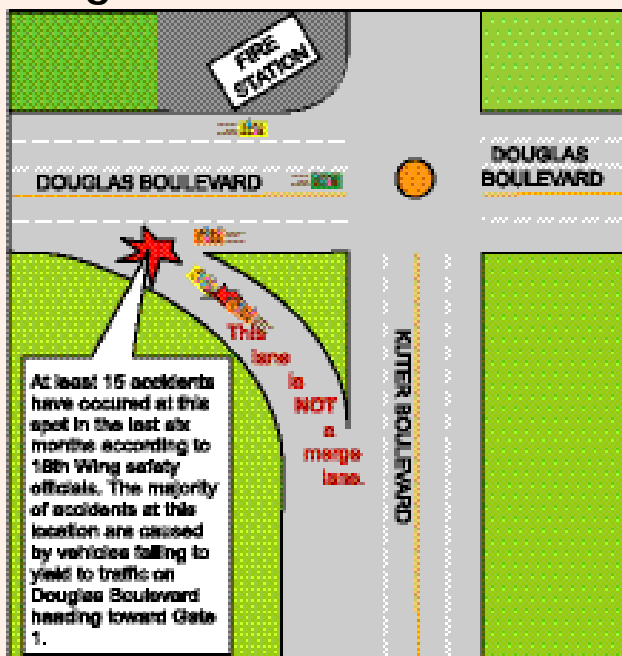 FIRE
STATION
DOUGLAS BOULEVARD
DOUGLAS
BOULEVARD
This
lane
is
NOT
a
merge
lane.
KUTER BOULEVARD
At least 15 accidents
have occured at this
spot in the last six
months according to
18th Wing safety
officials. The majority
of accidents at this
location are caused
by vehicles failing to
yield to traffic on
Douglas Boulevard
heading toward Gate
1.